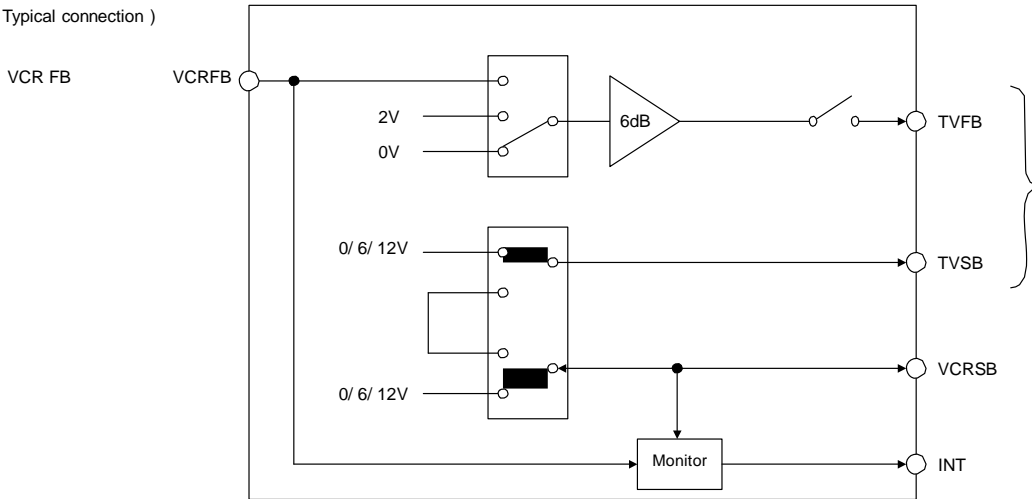 Typical connection )
VCR FB
VCRFB
2V
0V
6dB
TVFB
0/ 6/ 12V
TVSB
VCRSB
0/ 6/ 12V
Monitor
INT